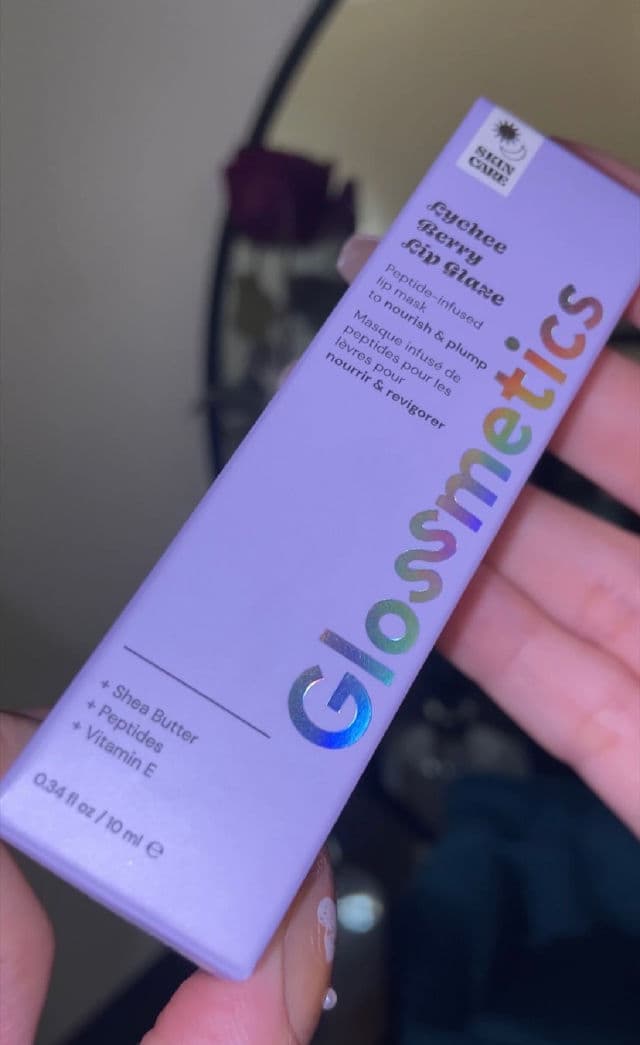 SKIN
CARE
Lychee
Berry
Lip Glaze
Peptide-infused
lip mask
to nourish & plump
Masque infusé de
peptides pour les
lèvres pour
nourrir & revigorer
Glossmetics
+ Shea Butter
+ Peptides
+ Vitamin E
0.34 fl oz / 10 ml ℮